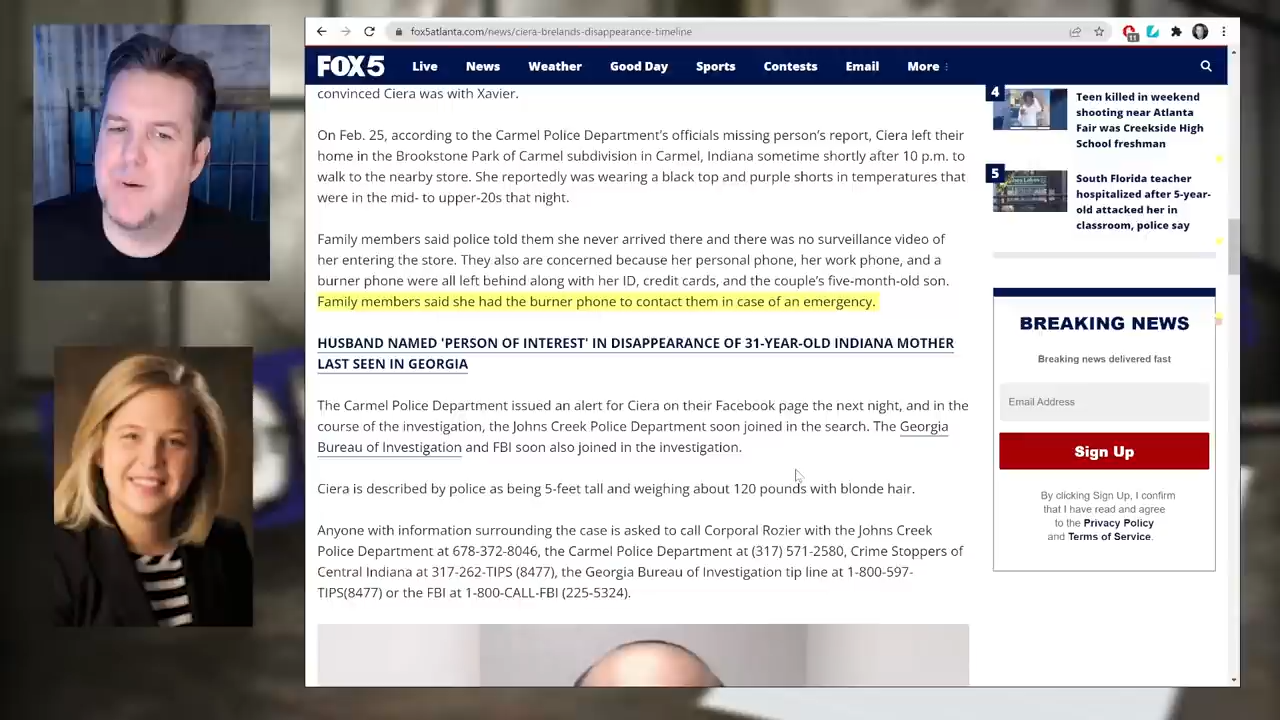 foxatlanta.com/news/ciera-brelands-disappearance-timeline
11
FOX 5
Live
News
Weather
Good Day
Sports
Contests
Email
More
convinced Ciera was with Xavier.
On Feb. 25, according to the Carmel Police Department's officials missing person's report, Ciera left their
home in the Brookstone Park of Carmel subdivision in Carmel, Indiana sometime shortly after 10 p.m. to
walk to the nearby store. She reportedly was wearing a black top and purple shorts in temperatures that
were in the mid- to upper-20s that night.
Family members said police told them she never arrived there and there was no surveillance video of
her entering the store. They also are concerned because her personal phone, her work phone, and a
burner phone were all left behind along with her ID, credit cards, and the couple's five-month-old son.
Family members said she had the burner phone to contact them in case of an emergency.
HUSBAND NAMED 'PERSON OF INTEREST' IN DISAPPEARANCE OF 31-YEAR-OLD INDIANA MOTHER
LAST SEEN IN GEORGIA
The Carmel Police Department issued an alert for Ciera on their Facebook page the next night, and in the
course of the investigation, the Johns Creek Police Department soon joined in the search. The Georgia
Bureau of Investigation and FBI soon also joined in the investigation.
Ciera is described by police as being 5-feet tall and weighing about 120 pounds with blonde hair.
Anyone with information surrounding the case is asked to call Corporal Rozier with the Johns Creek
Police Department at 678-372-8046, the Carmel Police Department at (317) 571-2580, Crime Stoppers of
Central Indiana at 317-262-TIPS (8477), the Georgia Bureau of Investigation tip line at 1-800-597-
TIPS(8477) or the FBI at 1-800-CALL-FBI (225-5324).
4
Teen killed in weekend
shooting near Atlanta
Fair was Creekside High
School freshman
5
South Florida teacher
hospitalized after 5-year-
old attacked her in
classroom, police say
BREAKING NEWS
Breaking news delivered fast
Email Address
Sign Up
By clicking Sign Up, I confirm
that I have read and agree
to the Privacy Policy
and Terms of Service.